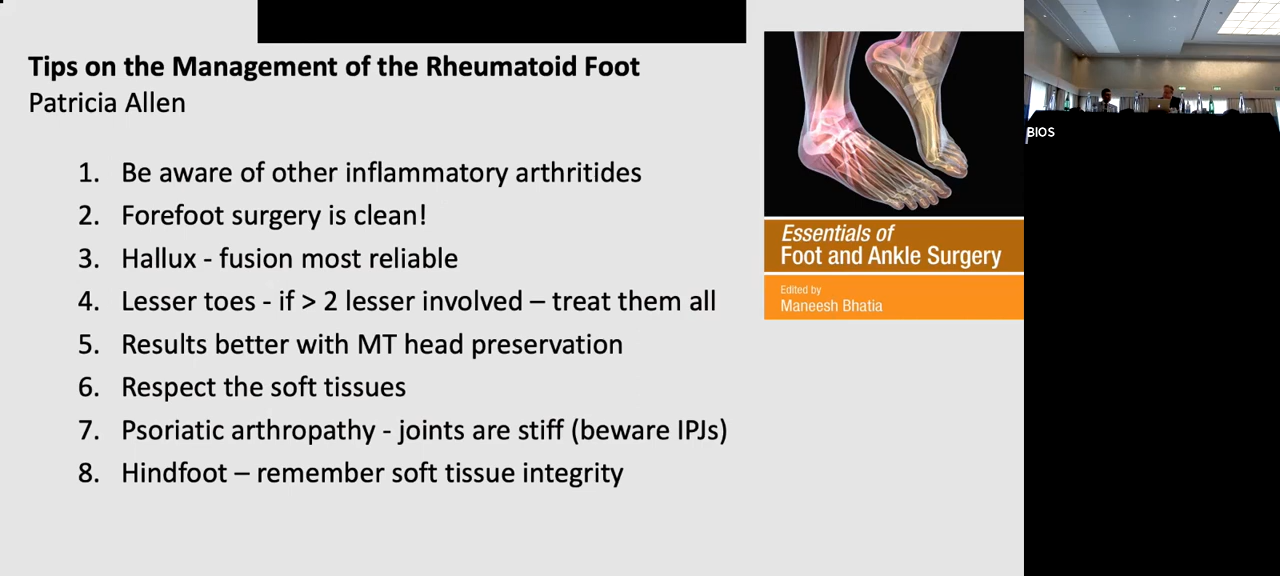 Tips on the Management of the Rheumatoid Foot
Patricia Allen
1. Be aware of other inflammatory arthritides
2. Forefoot surgery is clean!
3. Hallux - fusion most reliable
4. Lesser toes - if > 2 lesser involved – treat them all
5. Results better with MT head preservation
6. Respect the soft tissues
7. Psoriatic arthropathy - joints are stiff (beware IPJs)
8. Hindfoot – remember soft tissue integrity
Essentials of
Foot and Ankle Surgery
Edited by
Maneesh Bhatia
BIOS